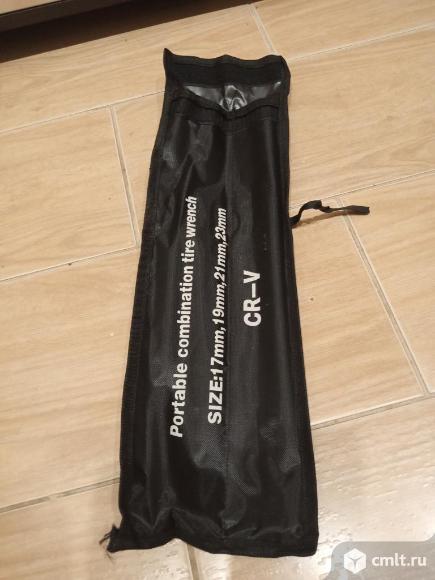 Portable combination tire wrench
SIZE:17mm,19mm,21mm,23mm
CR-V
cmlt.ru